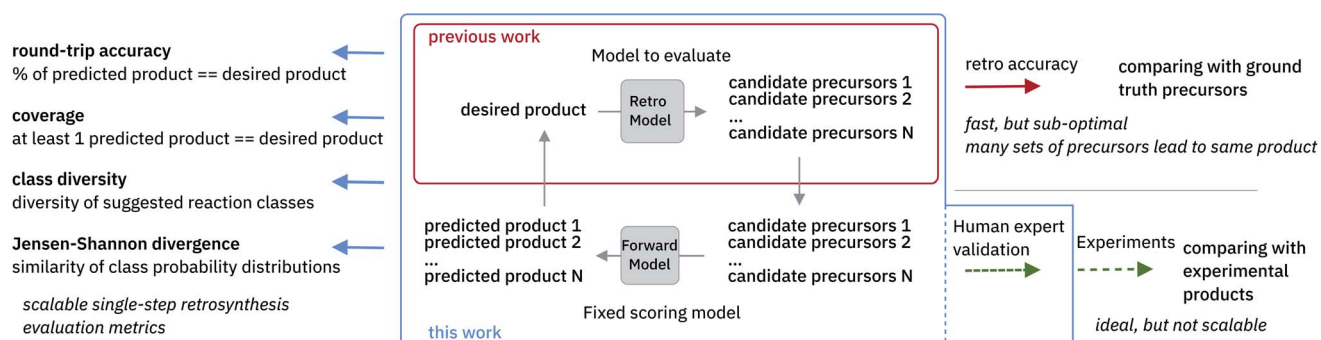 round-trip accuracy
% of predicted product == desired product
coverage
at least 1 predicted product == desired product
class diversity
diversity of suggested reaction classes
Jensen-Shannon divergence
similarity of class probability distributions
scalable single-step retrosynthesis
evaluation metrics
previous work
Model to evaluate
desired product
Retro
Model
candidate precursors 1
candidate precursors 2
...
candidate precursors N
predicted product 1
predicted product 2
...
predicted product N
Forward
Model
candidate precursors 1
candidate precursors 2
...
candidate precursors N
Fixed scoring model
this work
retro accuracy
comparing with ground
truth precursors
fast, but sub-optimal
many sets of precursors lead to same product
Human expert
validation
Experiments
comparing with
experimental
products
ideal, but not scalable